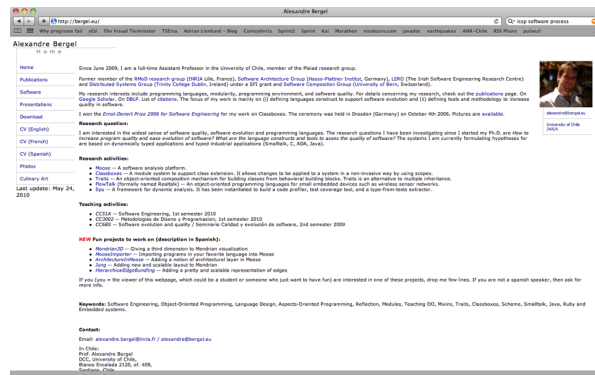 Alexandre Bergel
http://bergel.eu/
icsp software process
Why programs fail yEd The Visual Terminator TSEras Adrian Lienhard – Blog Conixythrix Sprint2 Sprint Kai Marathon nicetours.com javadoc earthquakes ANR-Chile RSS Pharo
Alexandre Bergel
Home
Home
Publications
Software
Presentations
Download
CV (English)
CV (French)
CV (Spanish)
Photos
Culinary Art
Last update: May 24,
2010
Since June 2009, I am a full-time Assistant Professor in the University of Chile, member of the Pleiad research group.
Former member of the RMoD research group (INRIA Lille, France), Software Architecture Group (Hasso-Plattner Institut, Germany), LERO (The Irish Software Engineering Research Centre)
and Distributed Systems Group (Trinity College Dublin, Ireland) under a SFI grant and Software Composition Group (University of Bern, Switzerland).
My research interests include programming languages, modularity, programming environment, and software quality. For details concerning my research, check out the publications page. On
Google Scholar. On DBLP. List of citations. The focus of my work is mainly on (i) defining languages construct to support software evolution and (ii) defining tools and methodology to increase
quality in software.
I won the Ernst-Denert Prize 2006 for Software Engineering for my work on Classboxes. The ceremony was held in Dresden (Germany) on October 4th 2006. Pictures are available.
Research question:
I am interested in the widest sense of software quality, software evolution and programming languages. The research questions I have been investigating since I started my Ph.D. are How to
increase program quality and ease evolution of software? What are the language constructs and tools to assess the quality of software? The systems I am currently formulating hypotheses for
are based on dynamically typed applications and typed industrial applications (Smalltalk, C, ADA, Java).
Research activities:
• Moose -- A software analysis platform.
• Classboxes -- A module system to support class extension. It allows changes to be applied to a system in a non-invasive way by using scopes.
• Traits -- An object-oriented composition mechanism for building classes from behavioral building blocks. Traits is an alternative to multiple inheritance.
• FlowTalk (formally named Realtalk) -- An object-oriented programming languages for small embedded devices such as wireless sensor networks.
• Spy -- A framework for dynamic analysis. It has been instantiated to build a code profiler, test coverage tool, and a type-from-tests extracter.
Teaching activities:
• CC51A -- Software Engineering, 1st semester 2010
• CC3002 -- Metodologías de Diseno y Programacion, 1st semester 2010
• CC68S -- Software evolution and quality / Seminario Calidad y evolución de software, 2nd semester 2009
NEW Fun projects to work on (description in Spanish):
• Mondrian3D -- Giving a third dimension to Mondrian visualization
• MooseImporter -- Importing programs in your favorite language into Moose
• ArchitectureInMoose -- Adding a notion of architectural layer in Moose
• Jung -- Adding new and scalable layout to Mondrian
• HierarchicalEdgeBundling -- Adding a pretty and scalable representation of edges
If you (you = the viewer of this webpage, which could be a student or someone who just want to have fun) are interested in one of these projects, drop me few lines. If you are not a spanish speaker, then ask for
more info.
Keywords: Software Engineering, Object-Oriented Programming, Language Design, Aspects-Oriented Programming, Reflection, Modules, Teaching OO, Mixins, Traits, Classboxes, Scheme, Smalltalk, Java, Ruby and
Embedded systems.
Contact:
Email: alexandre.bergel@inria.fr / alexandre@bergel.eu
In Chile:
Prof. Alexandre Bergel
DCC, University of Chile,
Blanco Encalada 2120, of. 409,
Santiago, Chile
alexandre@bergel.eu
University of Chile
INRIA